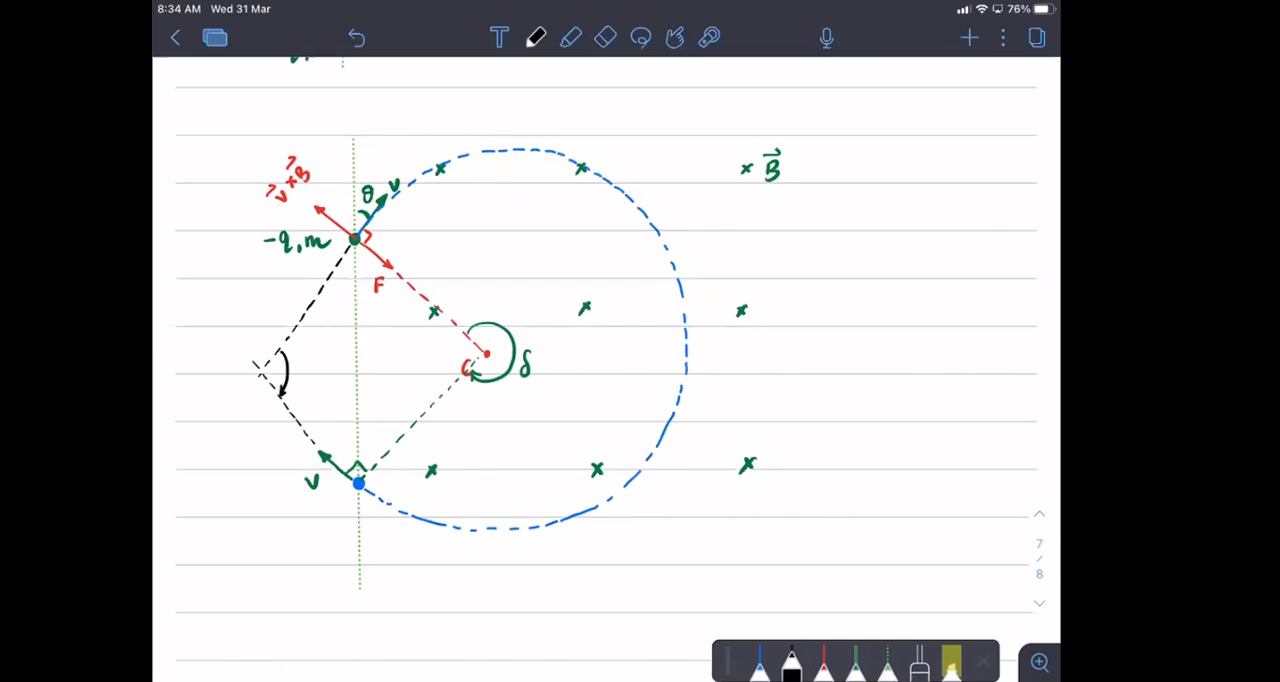 8:34 AM Wed 31 Mar
76%
T
x B⃗
v⃗ x B⃗
θ v
-q, m
F
C
δ
v
7
/
8